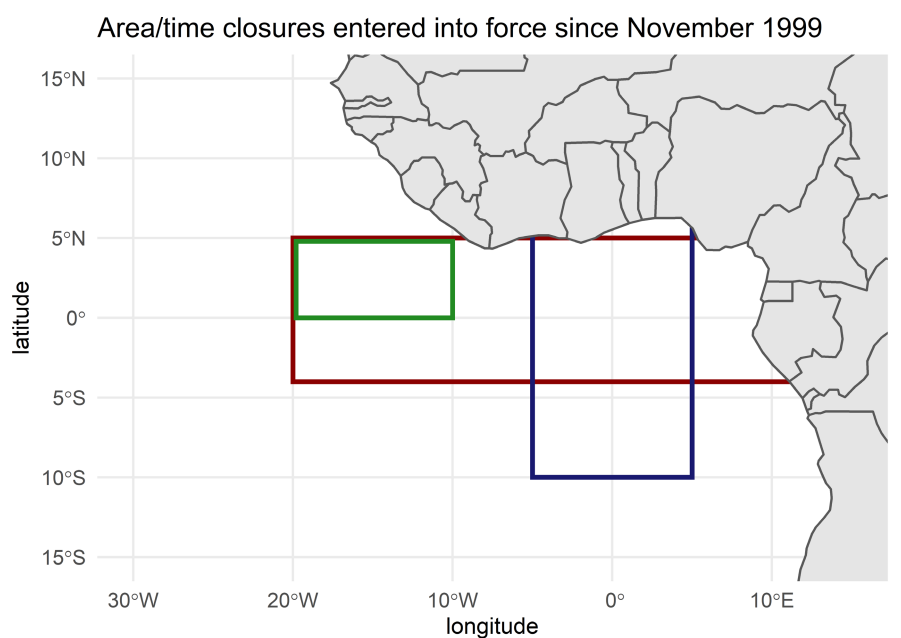 Area/time closures entered into force since November 1999
15°N
10°N
5°N
0°
5°S
10°S
15°S
latitude
30°W
20°W
10°W
0°
10°E
longitude